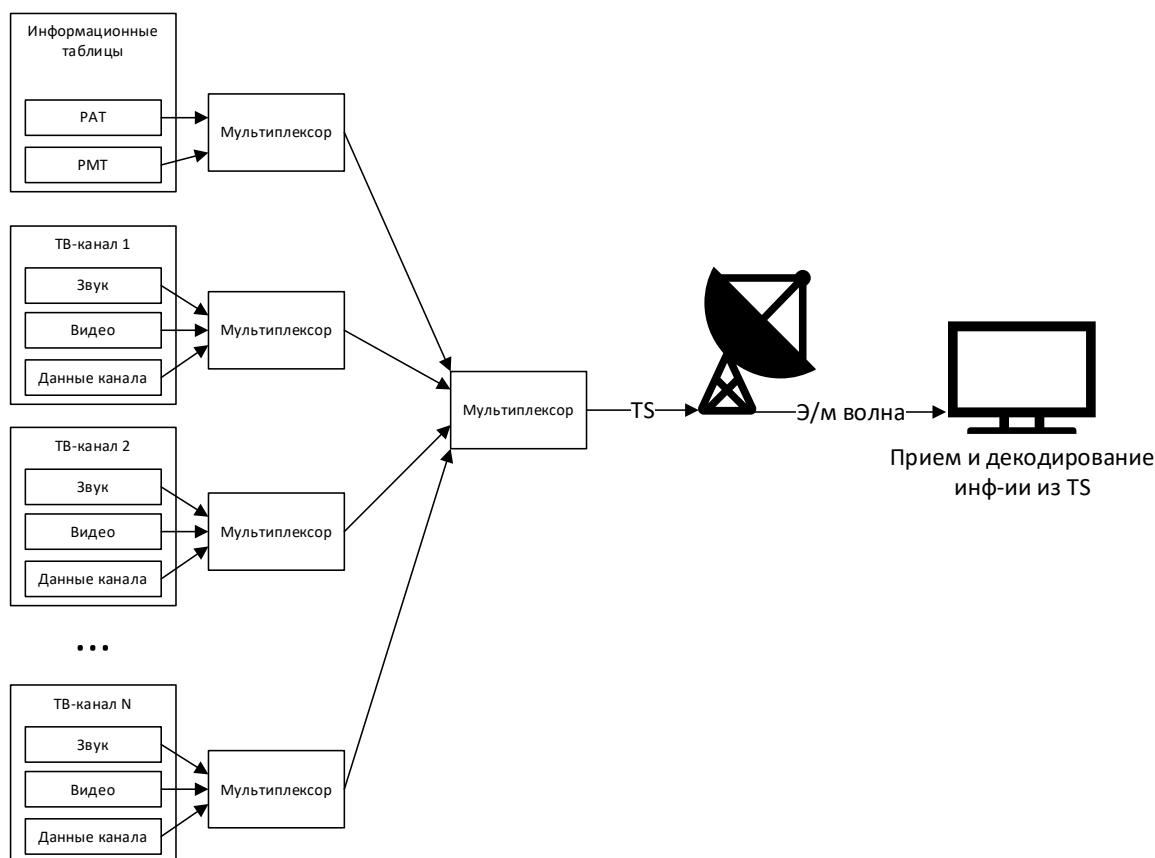 Информационные
таблицы
PAT
PMT
Мультиплексор
ТВ-канал 1
Звук
Видео
Данные канала
Мультиплексор
ТВ-канал 2
Звук
Видео
Данные канала
Мультиплексор
...
ТВ-канал N
Звук
Видео
Данные канала
Мультиплексор
Мультиплексор
TS
Э/м волна
Прием и декодирование
инф-ии из TS